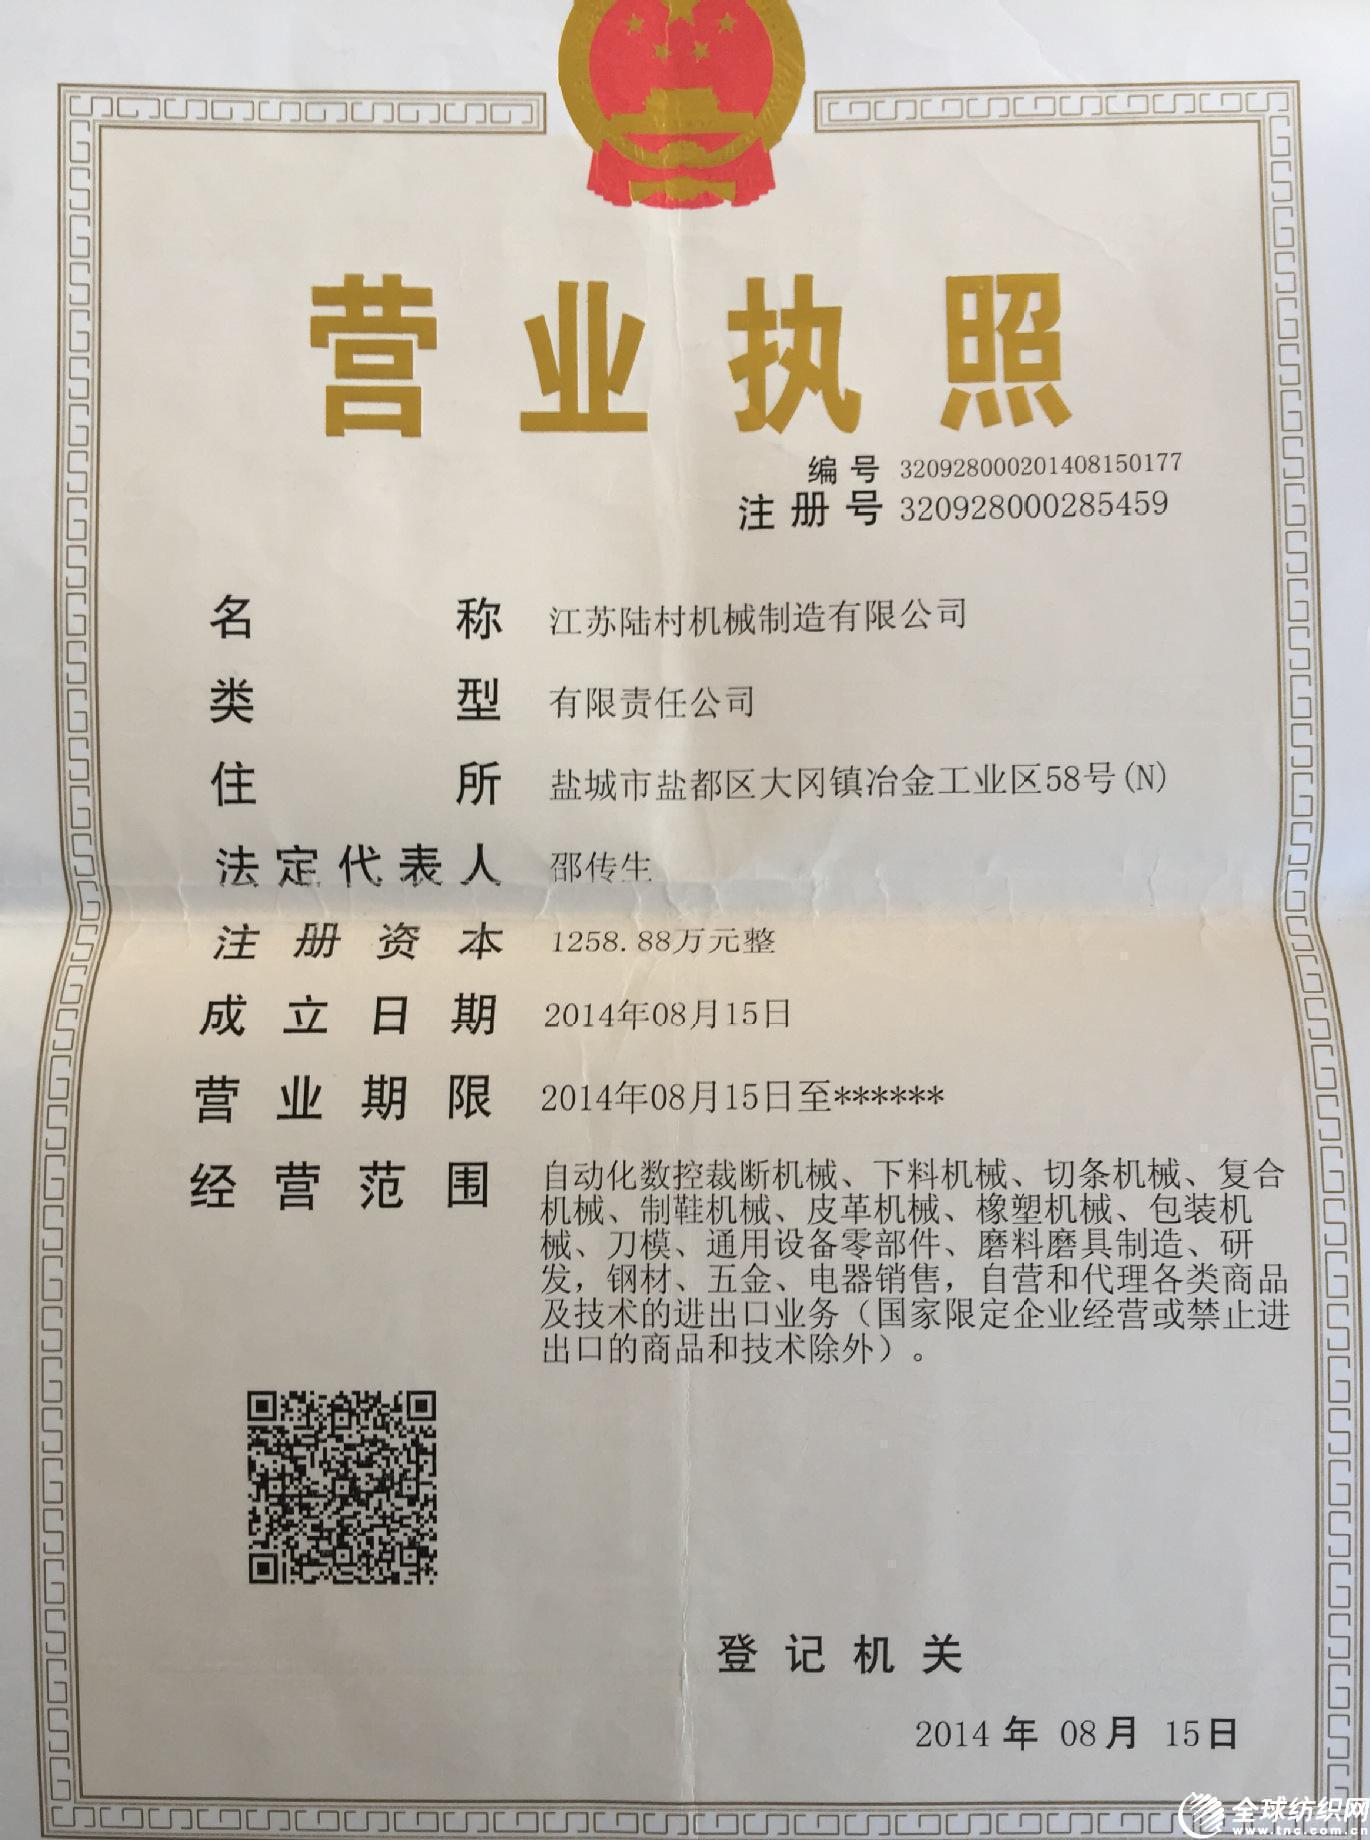 营业执照
编号 320928000201408150177
注册号 320928000285459
名称 江苏陆村机械制造有限公司
类型 有限责任公司
住所 盐城市盐都区大冈镇冶金工业区58号(N)
法定代表人 邵传生
注册资本 1258.88万元整
成立日期 2014年08月15日
营业期限 2014年08月15日至******
经营范围 自动化数控裁断机械、下料机械、切条机械、复合
机械、制鞋机械、皮革机械、橡塑机械、包装机
械、刀模、通用设备零部件、磨料磨具制造、研
发，钢材、五金、电器销售，自营和代理各类商品
及技术的进出口业务（国家限定企业经营或禁止进
出口的商品和技术除外）。
登记机关
2014 年 08月 15日
全球纺织网
www.tnc.com.cn